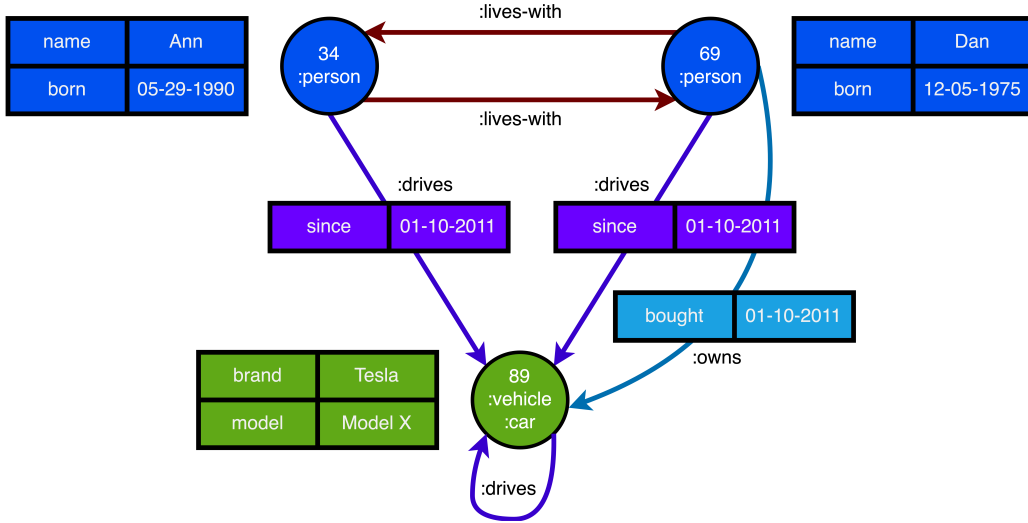 :lives-with
name Ann
born 05-29-1990
34
:person
69
:person
name Dan
born 12-05-1975
:lives-with
:drives
:drives
since 01-10-2011
since 01-10-2011
bought 01-10-2011
:owns
brand Tesla
model Model X
89
:vehicle
:car
:drives